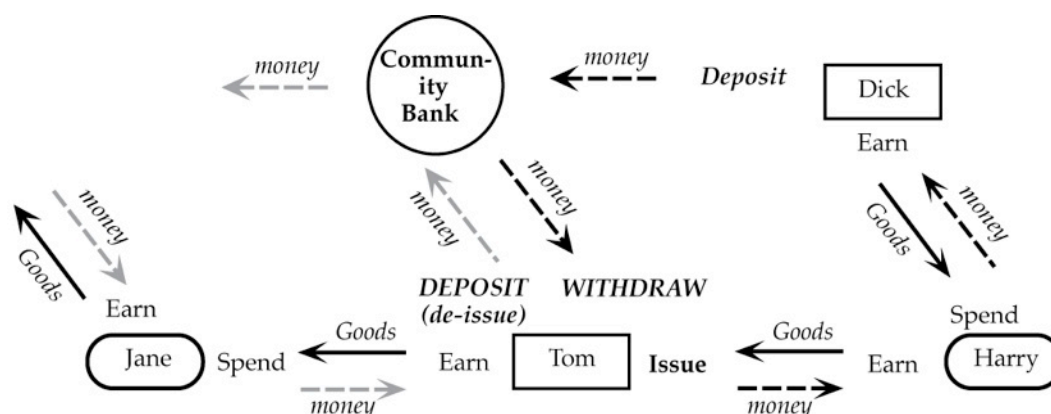 money
Commun-
ity
Bank
money
Deposit
Dick
Earn
money
Goods
money
money
Goods
money
Earn
DEPOSIT
(de-issue)
WITHDRAW
Spend
Jane
Spend
Goods
money
Earn
Tom
Issue
Goods
money
Earn
Harry